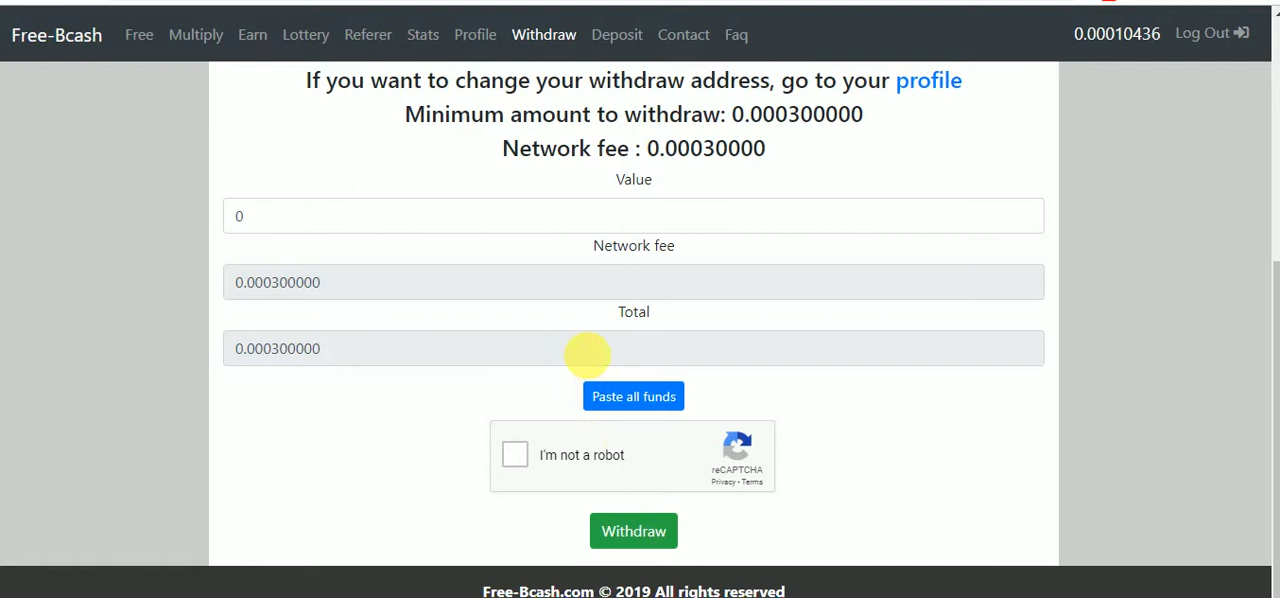 Free-Bcash Free Multiply Earn Lottery Referer Stats Profile Withdraw Deposit Contact Faq 0.00010436 Log Out
If you want to change your withdraw address, go to your profile
Minimum amount to withdraw: 0.000300000
Network fee : 0.00030000
Value
0
Network fee
0.000300000
Total
0.000300000
Paste all funds
I'm not a robot
reCAPTCHA
Privacy - Terms
Withdraw
Free-Bcash.com © 2019 All rights reserved